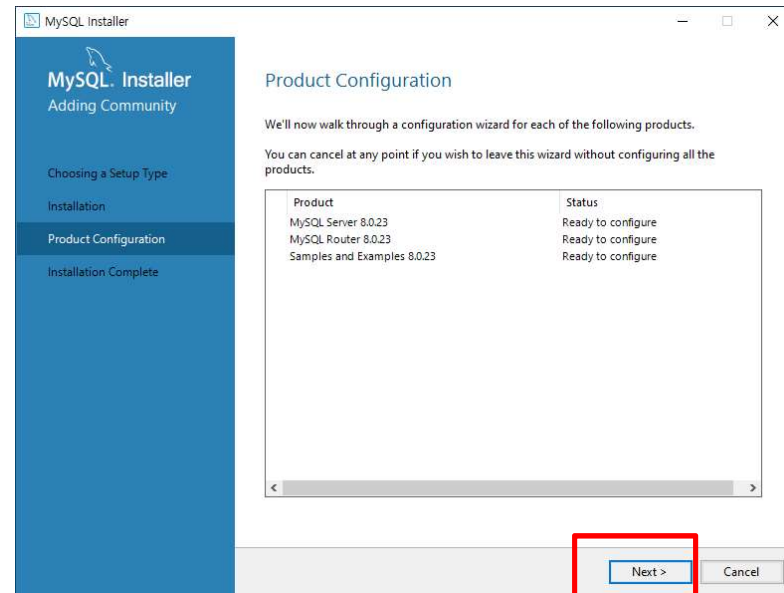 MySQL Installer
MySQL. Installer
Adding Community
Choosing a Setup Type
Installation
Product Configuration
Installation Complete
Product Configuration
We'll now walk through a configuration wizard for each of the following products.
You can cancel at any point if you wish to leave this wizard without configuring all the
products.
Product Status
MySQL Server 8.0.23 Ready to configure
MySQL Router 8.0.23 Ready to configure
Samples and Examples 8.0.23 Ready to configure
Next > Cancel